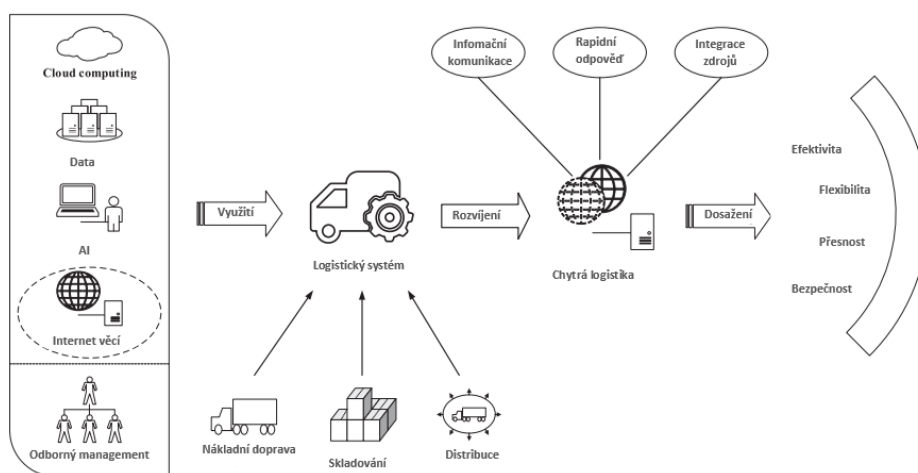 Cloud computing
Data
AI
Internet věcí
Odborný management
Využití
Logistický systém
Nákladní doprava
Skladování
Distribuce
Rozvíjení
Infomační
komunikace
Rapidní
odpověď
Integrace
zdrojů
Chytrá logistika
Dosažení
Efektivita
Flexibilita
Přesnost
Bezpečnost